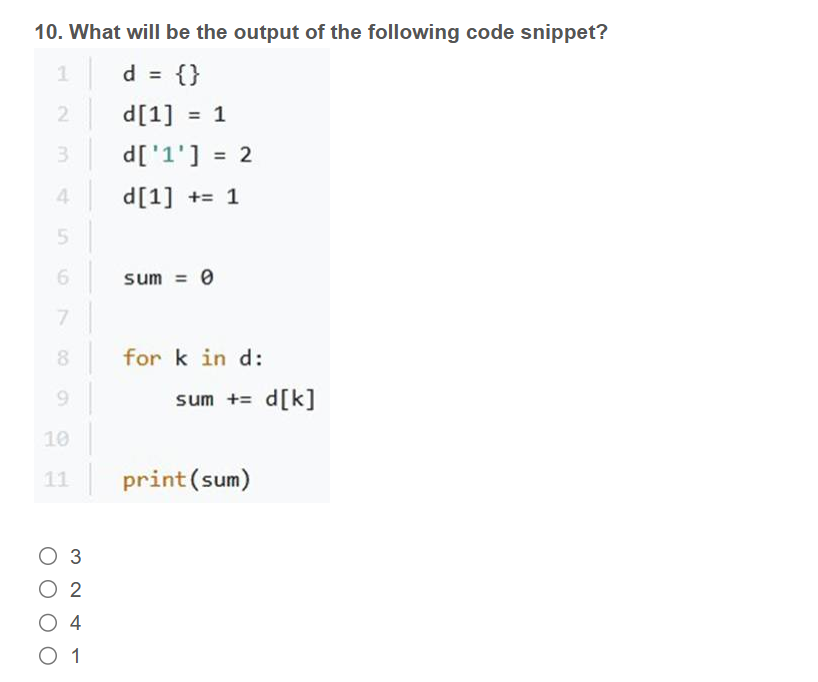 10. What will be the output of the following code snippet?
1 d = {}
2 d[1] = 1
3 d['1'] = 2
4 d[1] += 1
5
6 sum = 0
7
8 for k in d:
9 sum += d[k]
10
11 print(sum)
3
2
4
1